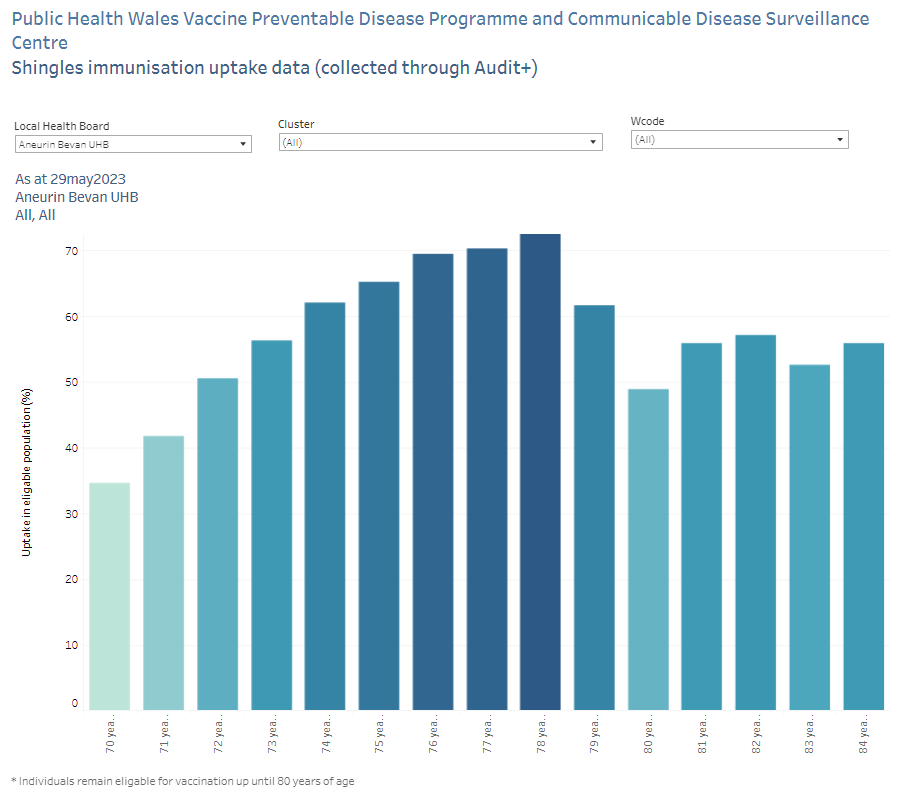 Public Health Wales Vaccine Preventable Disease Programme and Communicable Disease Surveillance
Centre
Shingles immunisation uptake data (collected through Audit+)
Local Health Board
Cluster
Wcode
Aneurin Bevan UHB
(All)
(All)
As at 29may2023
Aneurin Bevan UHB
All, All
Uptake in eligable population (%)
70
60
50
40
30
20
10
0
70 yea..
71 yea..
72 yea..
73 yea..
74 yea..
75 yea..
76 yea..
77 yea..
78 yea..
79 yea..
80 yea..
81 yea..
82 yea..
83 yea..
84 yea..
* Individuals remain eligable for vaccination up until 80 years of age